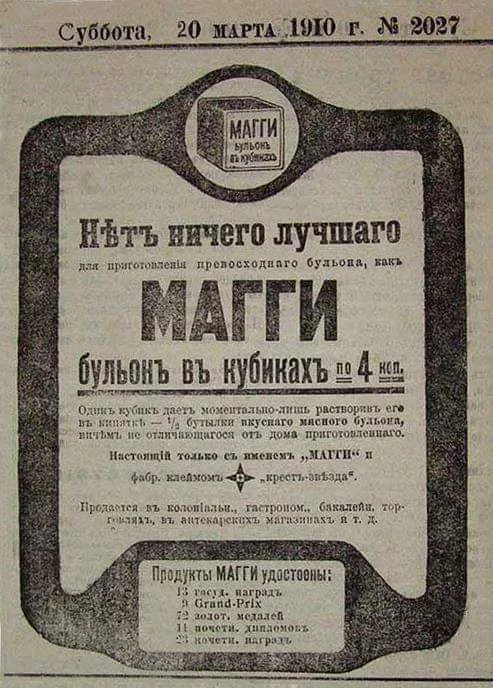 Суббота, 20 МАРТА 1910 г. № 2027
МАГГИ
бульонъ
въ кубикахъ
Нѣтъ ничего лучшаго
для приготовленія превосходнаго бульона, какъ
МАГГИ
бульонъ въ кубикахъ по 4 коп.
Одинъ кубикъ даетъ моментально-лишь растворивъ его
въ кипяткѣ — 1/2 бутылки вкуснаго мясного бульона,
ничѣмъ не отличающагося отъ дома приготовленнаго.
Настоящій только съ именемъ „МАГГИ“ и
фабр. клеймомъ „крестъ-звѣзда“.
Продается въ колоніальн., гастроном., бакалейн. тор-
говляхъ, въ аптекарскихъ магазинахъ и т. д.
Продукты МАГГИ удостоены:
13 госуд. наградъ
9 Grand-Prix
72 золот. медалей
11 почетн. дипломовъ
23 почетн. наградъ